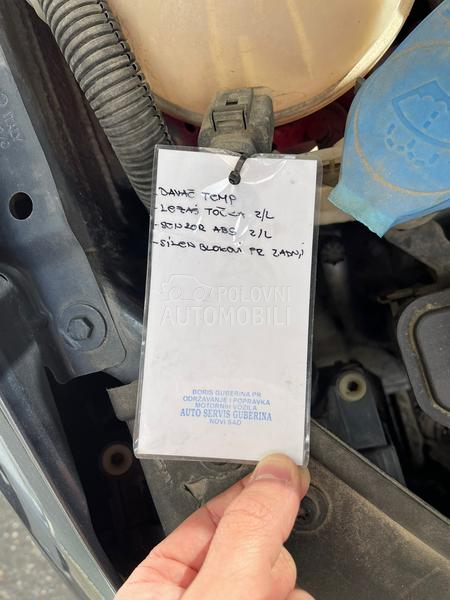 DAVAČ TEMP
- LEŽAJ TOČKA Z/L
- SENZOR ABS Z/L
- SILEN BLOKOVI PR ZADNJI
POLOVNI
AUTOMOBILI
BORIS GUBERINA PR
ODRŽAVANJE I POPRAVKA
MOTORNIH VOZILA
AUTO SERVIS GUBERINA
NOVI SAD